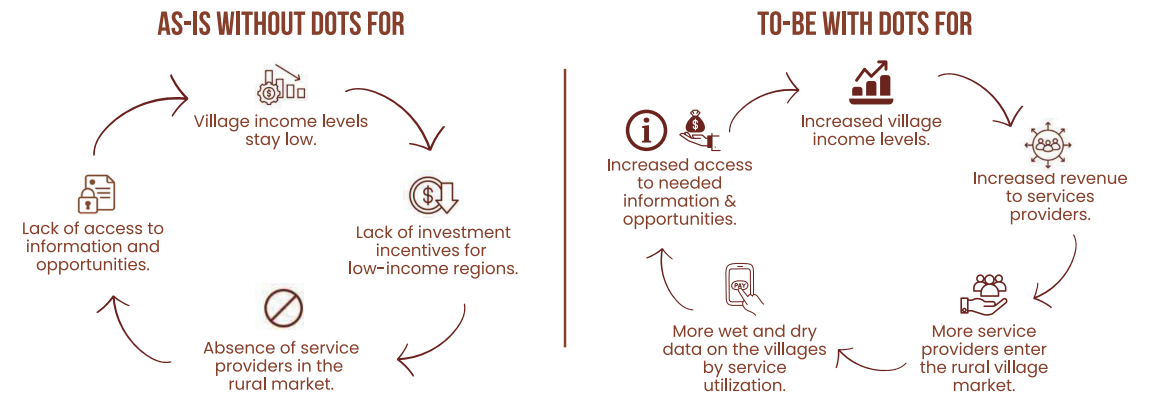 AS-IS WITHOUT DOTS FOR
Village income levels
stay low.
Lack of investment
incentives for
low-income regions.
Absence of service
providers in the
rural market.
Lack of access to
information and
opportunities.
TO-BE WITH DOTS FOR
Increased village
income levels.
Increased revenue
to services
providers.
More service
providers enter
the rural village
market.
More wet and dry
data on the villages
by service
utilization.
PAY
Increased access
to needed
information &
opportunities.